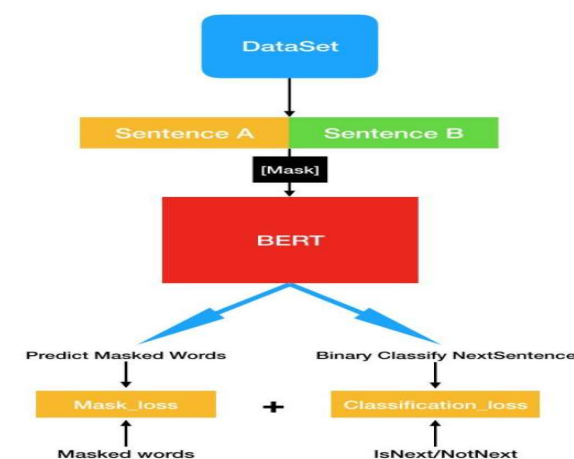 DataSet
Sentence A Sentence B
[Mask]
BERT
Predict Masked Words Binary Classify NextSentence
Mask_loss + Classification_loss
Masked words IsNext/NotNext